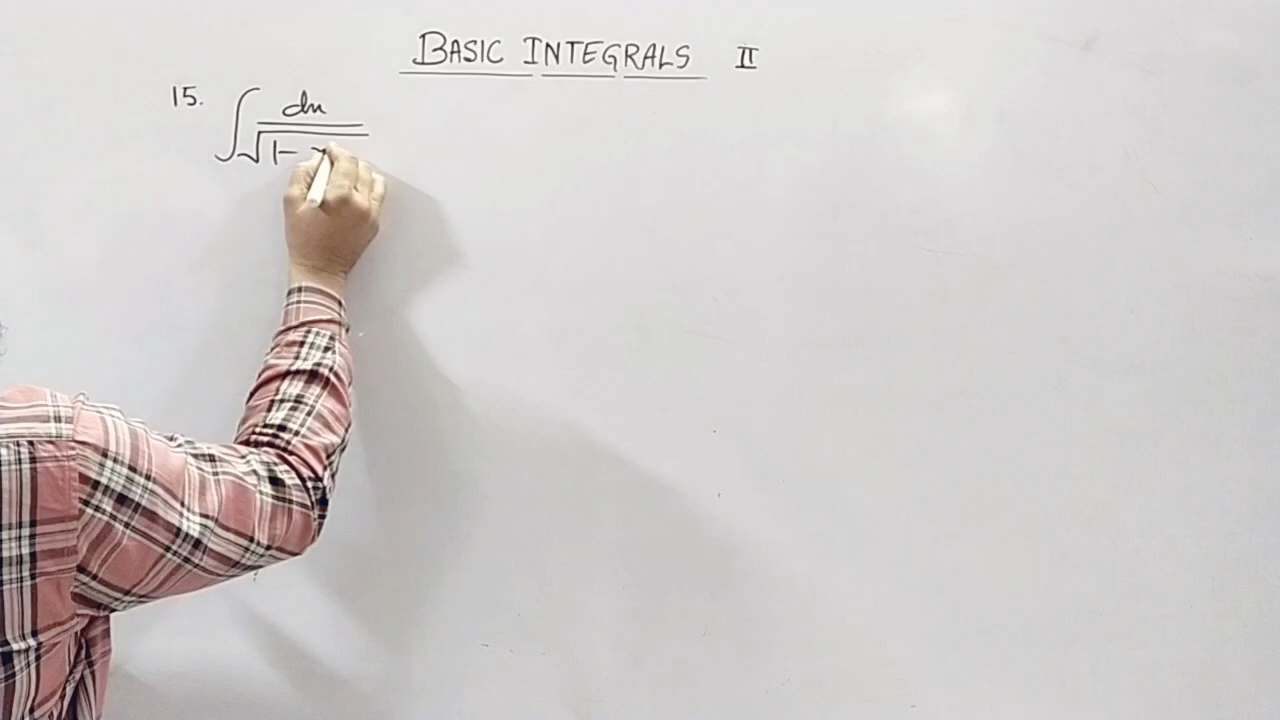 BASIC INTEGRALS II
15. ∫ dx / √1- x